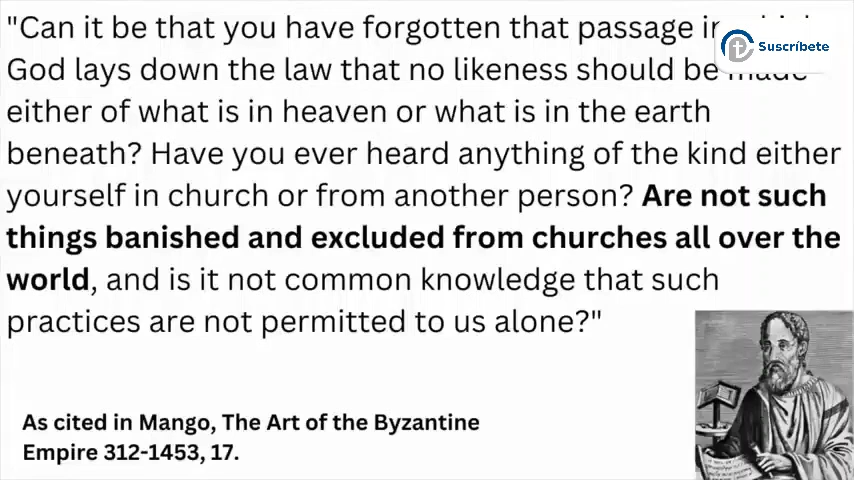 "Can it be that you have forgotten that passage in
Suscríbete
God lays down the law that no likeness should be made
either of what is in heaven or what is in the earth
beneath? Have you ever heard anything of the kind either
yourself in church or from another person? Are not such
things banished and excluded from churches all over the
world, and is it not common knowledge that such
practices are not permitted to us alone?"
As cited in Mango, The Art of the Byzantine
Empire 312-1453, 17.